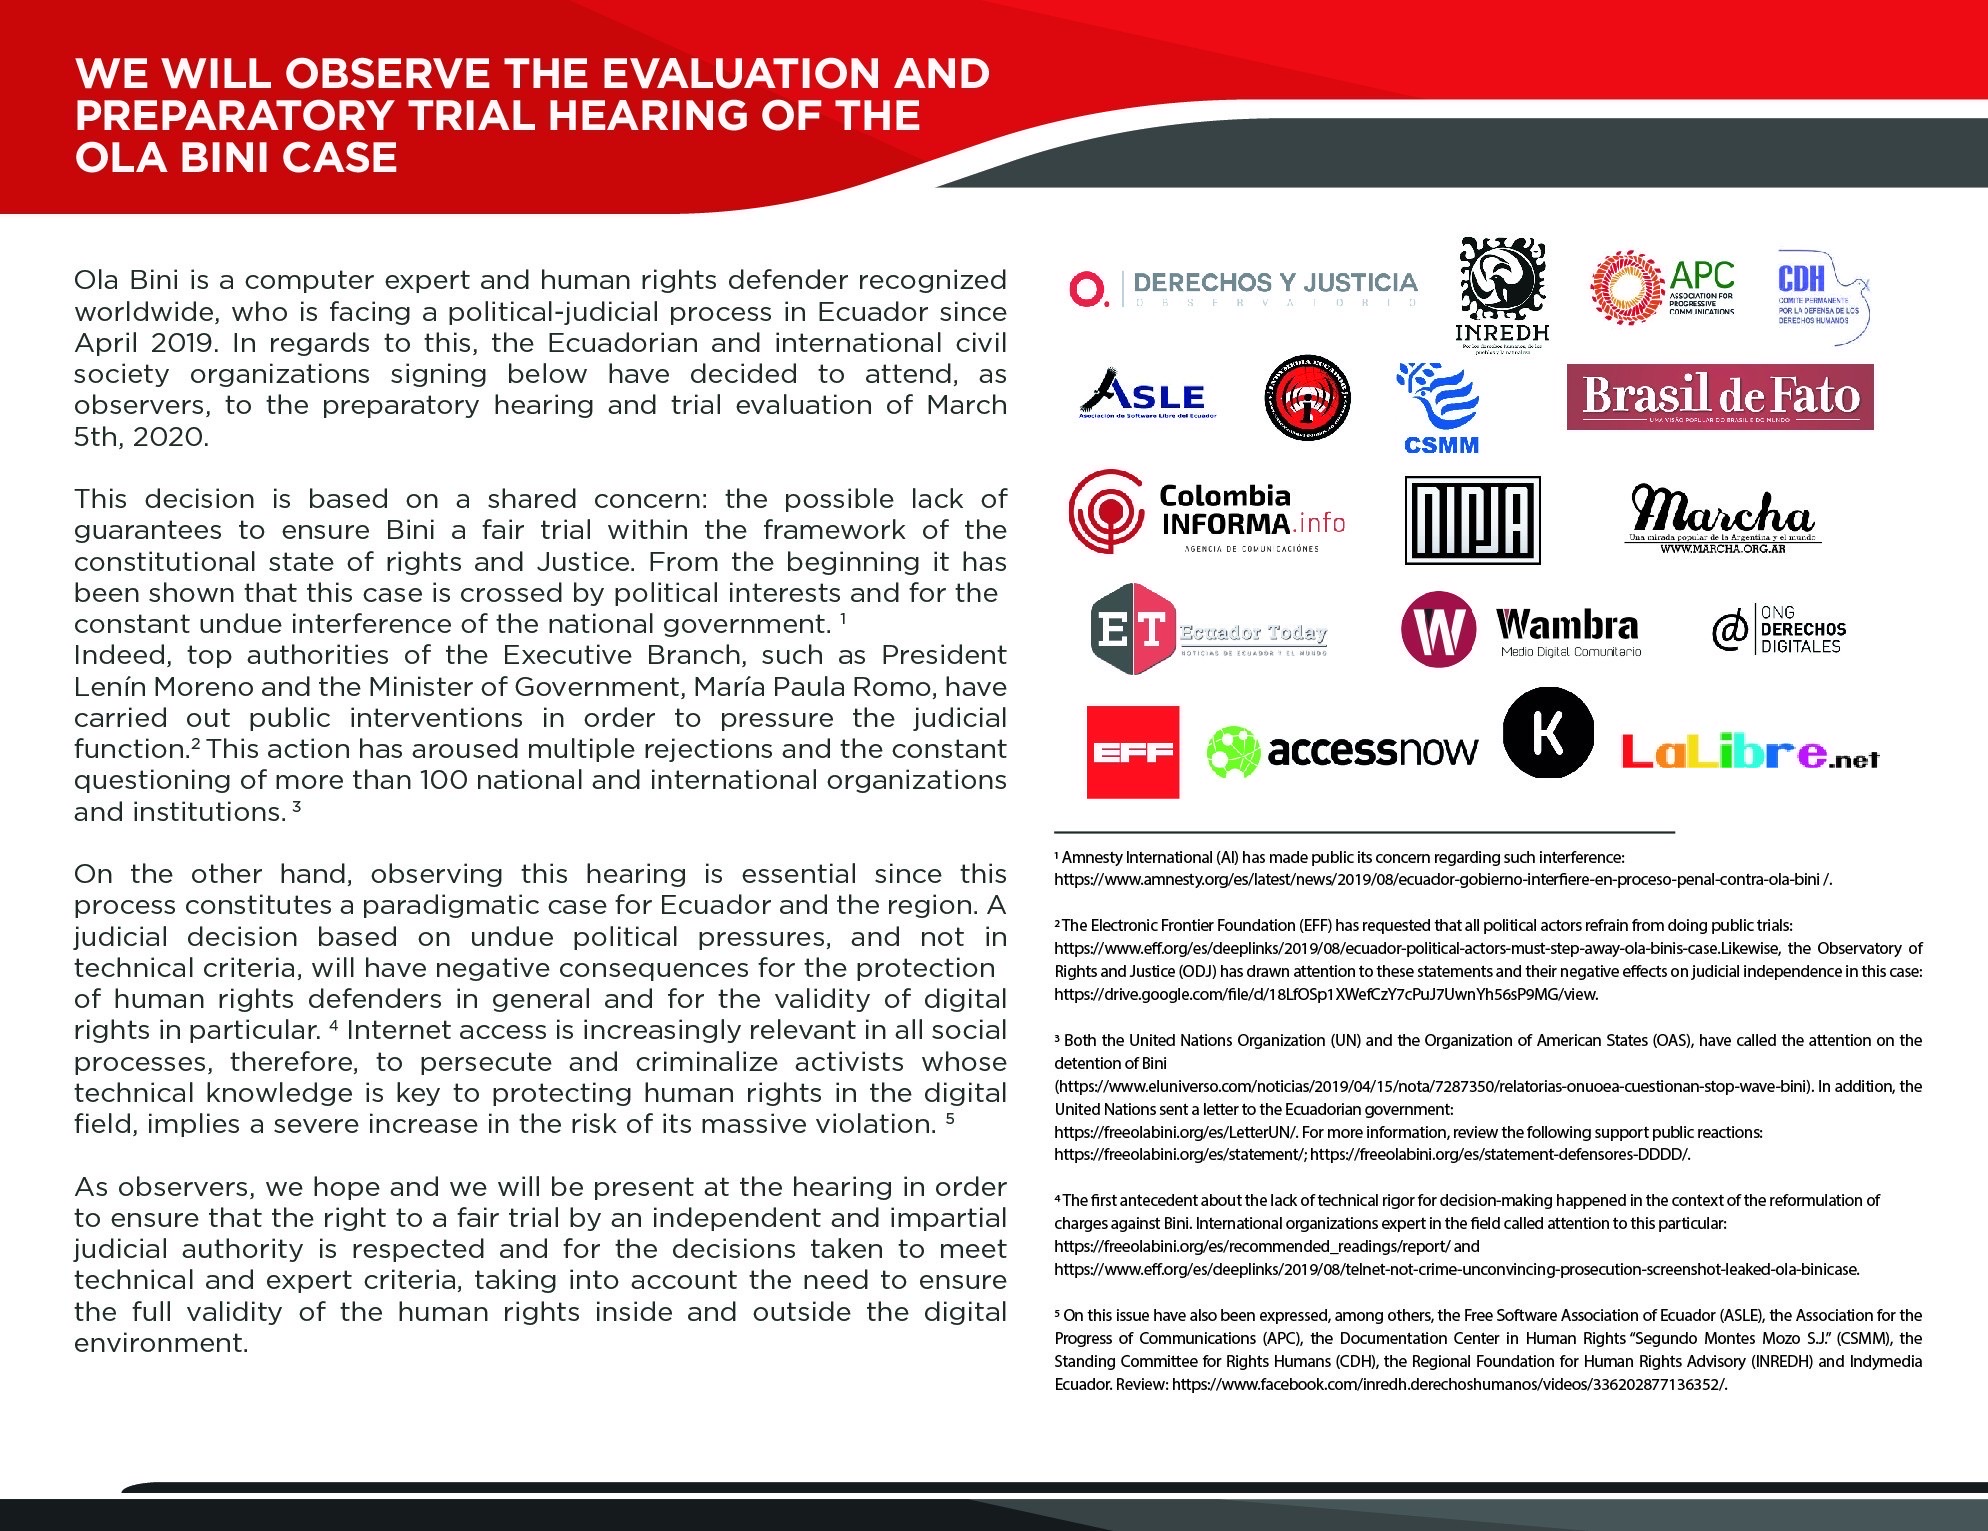 WE WILL OBSERVE THE EVALUATION AND
PREPARATORY TRIAL HEARING OF THE
OLA BINI CASE
Ola Bini is a computer expert and human rights defender recognized
worldwide, who is facing a political-judicial process in Ecuador since
April 2019. In regards to this, the Ecuadorian and international civil
society organizations signing below have decided to attend, as
observers, to the preparatory hearing and trial evaluation of March
5th, 2020.
This decision is based on a shared concern: the possible lack of
guarantees to ensure Bini a fair trial within the framework of the
constitutional state of rights and Justice. From the beginning it has
been shown that this case is crossed by political interests and for the
constant undue interference of the national government. ¹
Indeed, top authorities of the Executive Branch, such as President
Lenín Moreno and the Minister of Government, María Paula Romo, have
carried out public interventions in order to pressure the judicial
function.² This action has aroused multiple rejections and the constant
questioning of more than 100 national and international organizations
and institutions. ³
On the other hand, observing this hearing is essential since this
process constitutes a paradigmatic case for Ecuador and the region. A
judicial decision based on undue political pressures, and not in
technical criteria, will have negative consequences for the protection
of human rights defenders in general and for the validity of digital
rights in particular. ⁴ Internet access is increasingly relevant in all social
processes, therefore, to persecute and criminalize activists whose
technical knowledge is key to protecting human rights in the digital
field, implies a severe increase in the risk of its massive violation. ⁵
As observers, we hope and we will be present at the hearing in order
to ensure that the right to a fair trial by an independent and impartial
judicial authority is respected and for the decisions taken to meet
technical and expert criteria, taking into account the need to ensure
the full validity of the human rights inside and outside the digital
environment.
O. DERECHOS Y JUSTICIA
OBSERVATORIO
INREDH
Por los derechos humanos, de los
pueblos y la naturaleza
APC
ASSOCIATION FOR
PROGRESSIVE
COMMUNICATIONS
CDH
COMITE PERMANENTE
POR LA DEFENSA DE LOS
DERECHOS HUMANOS
ASLE
Asociación de Software Libre del Ecuador
INDYMEDIA ECUADOR
i
CSMM
Brasil de Fato
UMA VISÃO POPULAR DO BRASIL E DO MUNDO
Colombia
INFORMA.info
AGENCIA DE COMUNICACIÓNES
Marcha
Una mirada popular de la Argentina y el mundo
WWW.MARCHA.ORG.AR
ET Ecuador Today
NOTICIAS DE ECUADOR Y EL MUNDO
W Wambra
Medio Digital Comunitario
@ ONG
DERECHOS
DIGITALES
EFF
accessnow
K
LaLibre.net
¹ Amnesty International (AI) has made public its concern regarding such interference:
https://www.amnesty.org/es/latest/news/2019/08/ecuador-gobierno-interfiere-en-proceso-penal-contra-ola-bini /.
² The Electronic Frontier Foundation (EFF) has requested that all political actors refrain from doing public trials:
https://www.eff.org/es/deeplinks/2019/08/ecuador-political-actors-must-step-away-ola-binis-case.Likewise, the Observatory of
Rights and Justice (ODJ) has drawn attention to these statements and their negative effects on judicial independence in this case:
https://drive.google.com/file/d/18LfOSp1XWefCzY7cPuJ7UwnYh56sP9MG/view.
³ Both the United Nations Organization (UN) and the Organization of American States (OAS), have called the attention on the
detention of Bini
(https://www.eluniverso.com/noticias/2019/04/15/nota/7287350/relatorias-onuoea-cuestionan-stop-wave-bini). In addition, the
United Nations sent a letter to the Ecuadorian government:
https://freeolabini.org/es/LetterUN/. For more information, review the following support public reactions:
https://freeolabini.org/es/statement/; https://freeolabini.org/es/statement-defensores-DDDD/.
⁴ The first antecedent about the lack of technical rigor for decision-making happened in the context of the reformulation of
charges against Bini. International organizations expert in the field called attention to this particular:
https://freeolabini.org/es/recommended_readings/report/ and
https://www.eff.org/es/deeplinks/2019/08/telnet-not-crime-unconvincing-prosecution-screenshot-leaked-ola-binicase.
⁵ On this issue have also been expressed, among others, the Free Software Association of Ecuador (ASLE), the Association for the
Progress of Communications (APC), the Documentation Center in Human Rights “Segundo Montes Mozo S.J.” (CSMM), the
Standing Committee for Rights Humans (CDH), the Regional Foundation for Human Rights Advisory (INREDH) and Indymedia
Ecuador. Review: https://www.facebook.com/inredh.derechoshumanos/videos/336202877136352/.